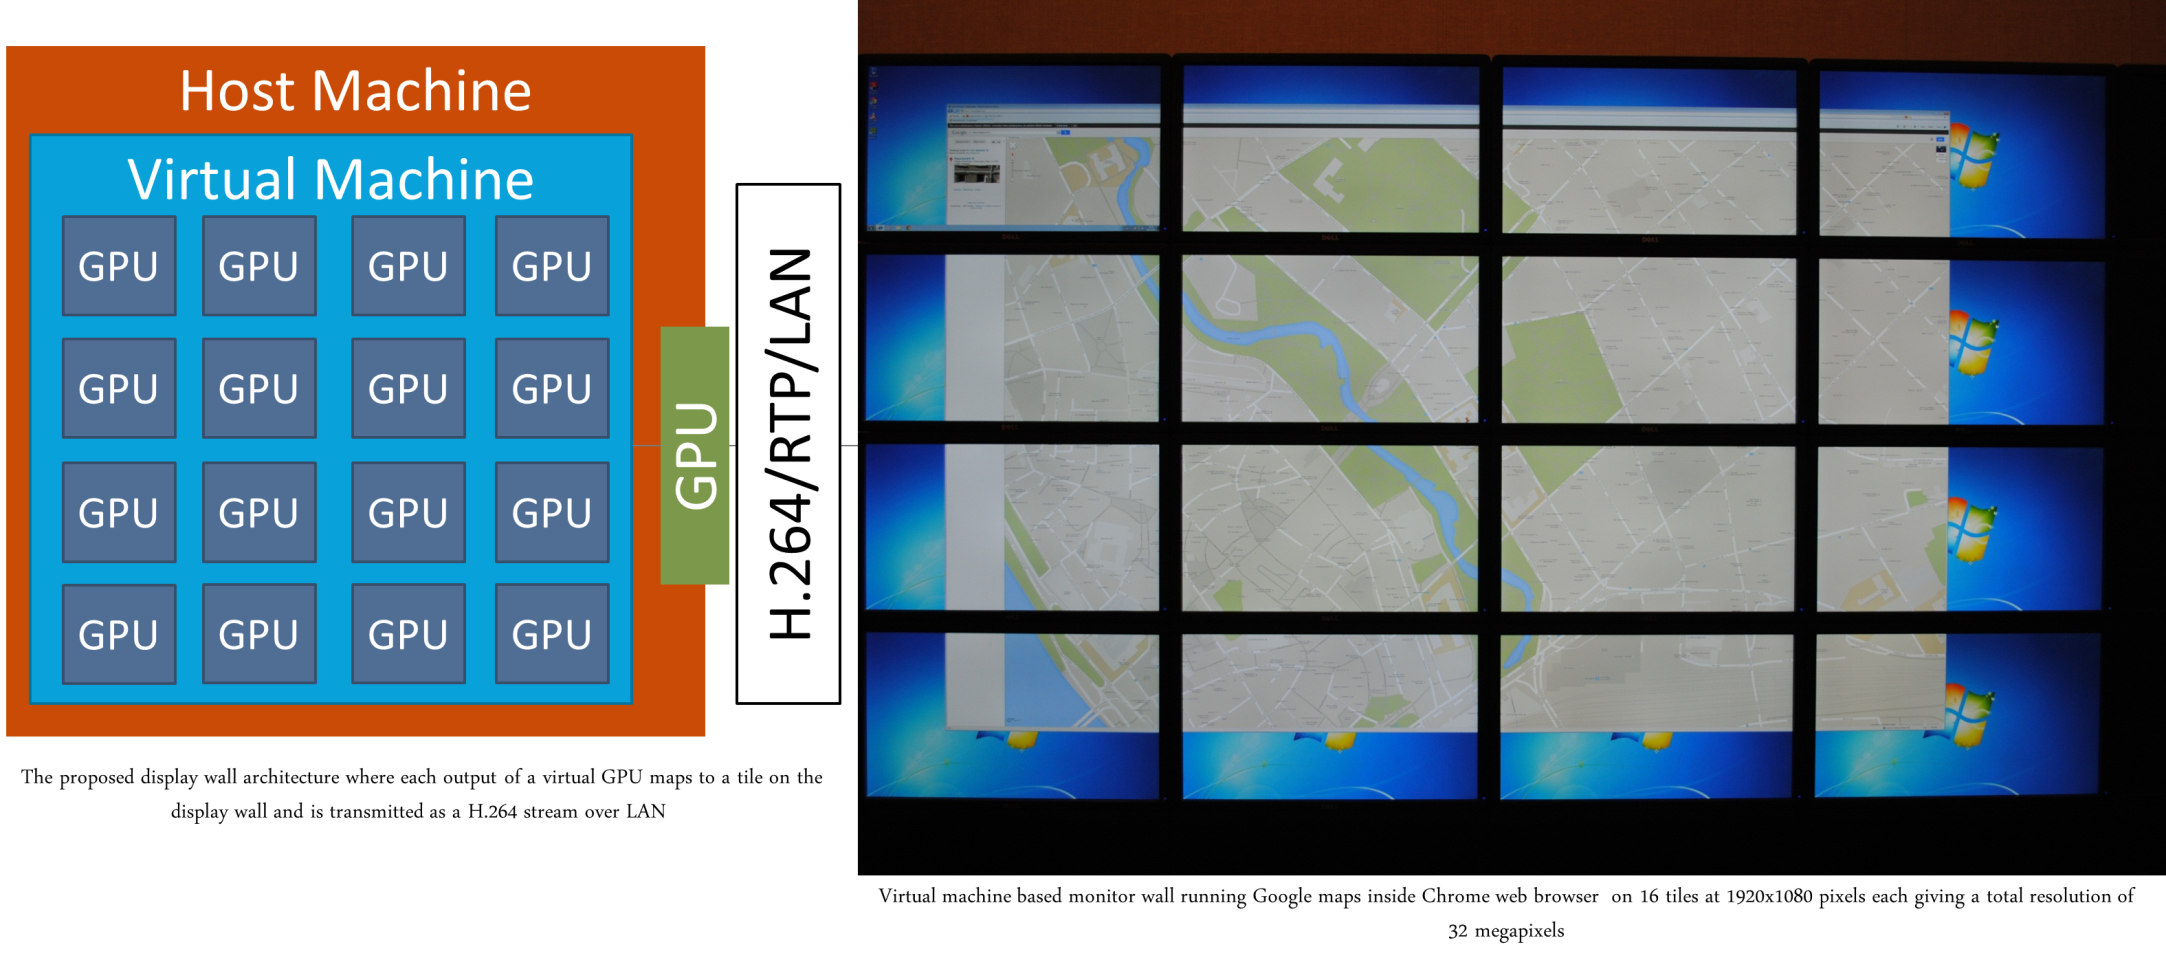 Host Machine
Virtual Machine
GPU GPU GPU GPU
GPU GPU GPU GPU
GPU GPU GPU GPU
GPU GPU GPU GPU
GPU
H.264/RTP/LAN
The proposed display wall architecture where each output of a virtual GPU maps to a tile on the
display wall and is transmitted as a H.264 stream over LAN
DELL DELL DELL
Virtual machine based monitor wall running Google maps inside Chrome web browser on 16 tiles at 1920x1080 pixels each giving a total resolution of
32 megapixels